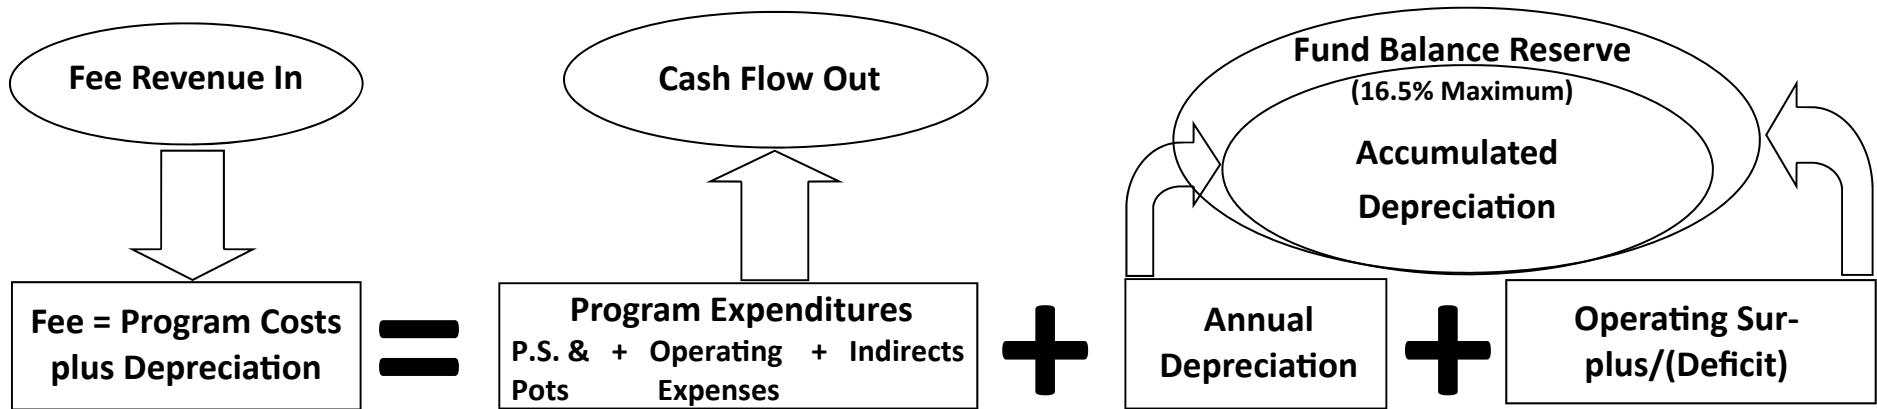 Fee Revenue In
Cash Flow Out
Fund Balance Reserve
(16.5% Maximum)
Accumulated
Depreciation
Fee = Program Costs
plus Depreciation
=
Program Expenditures
P.S. & + Operating + Indirects
Pots Expenses
+
Annual
Depreciation
+
Operating Sur-
plus/(Deficit)